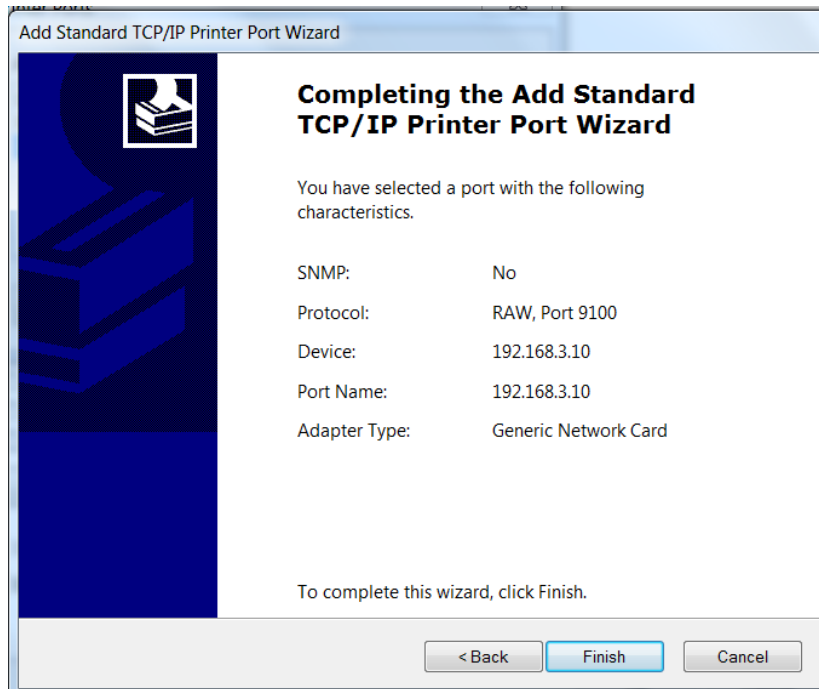 Add Standard TCP/IP Printer Port Wizard
Completing the Add Standard
TCP/IP Printer Port Wizard
You have selected a port with the following
characteristics.
SNMP: No
Protocol: RAW, Port 9100
Device: 192.168.3.10
Port Name: 192.168.3.10
Adapter Type: Generic Network Card
To complete this wizard, click Finish.
< Back Finish Cancel